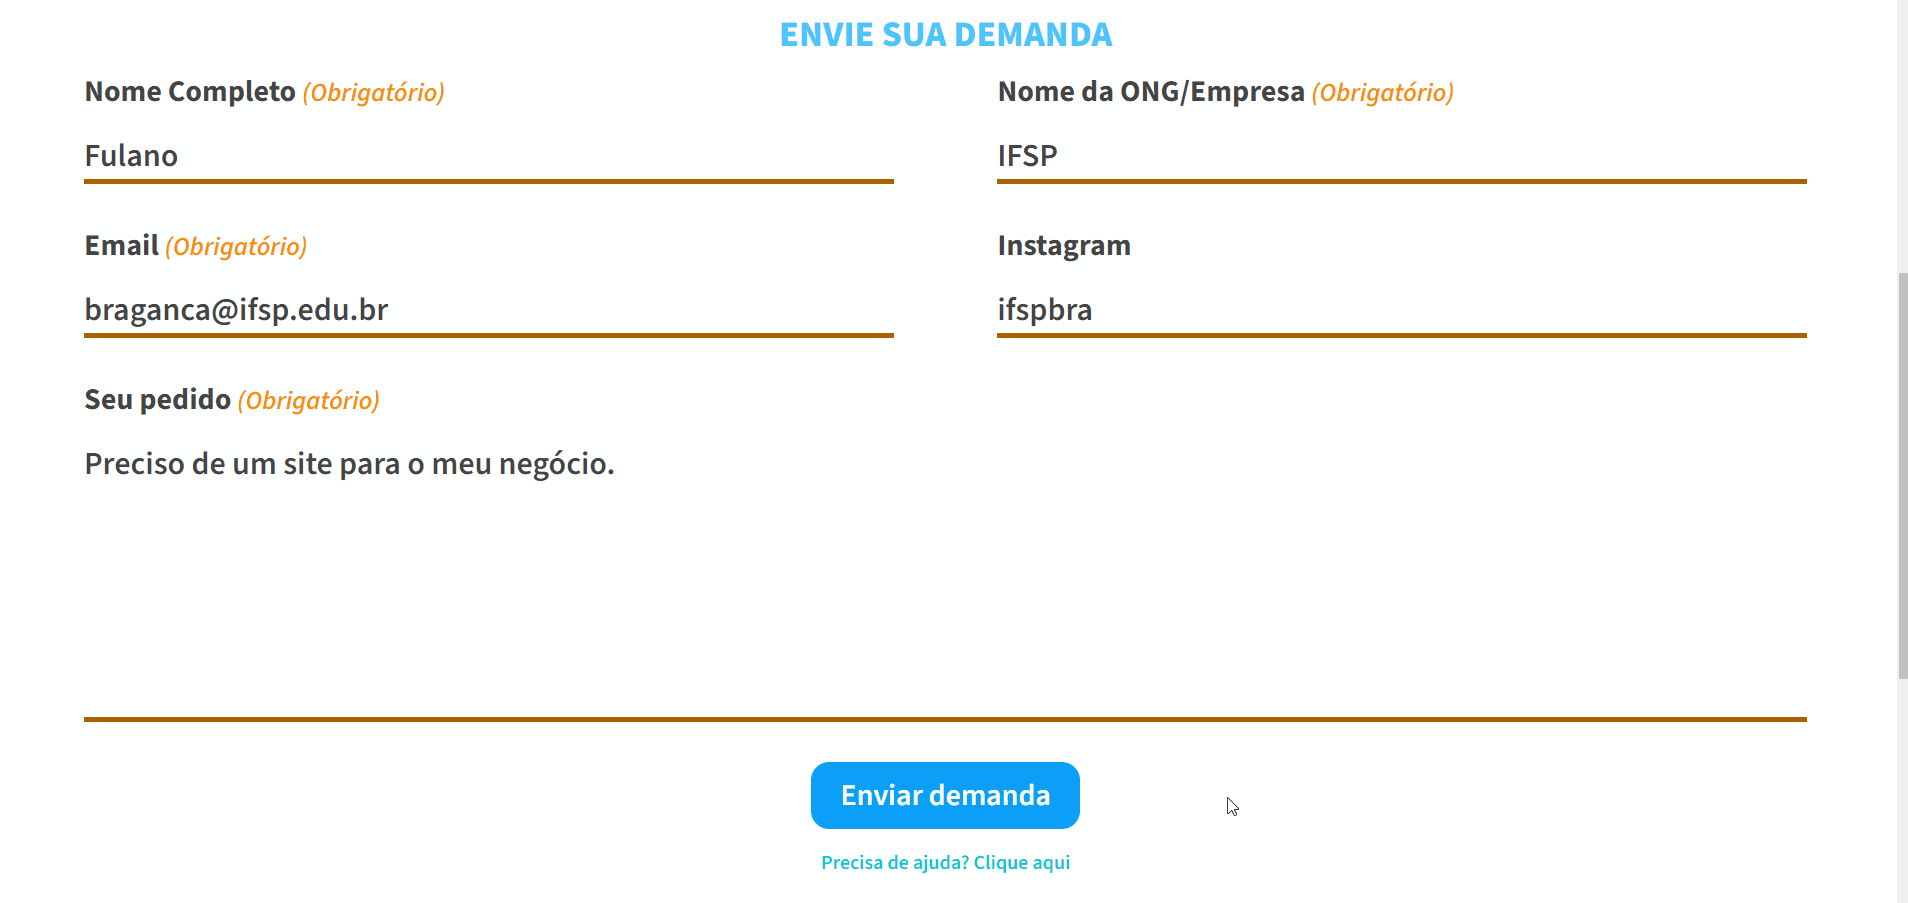 ENVIE SUA DEMANDA
Nome Completo (Obrigatório)
Fulano
Nome da ONG/Empresa (Obrigatório)
IFSP
Email (Obrigatório)
braganca@ifsp.edu.br
Instagram
ifspbra
Seu pedido (Obrigatório)
Preciso de um site para o meu negócio.
Enviar demanda
Precisa de ajuda? Clique aqui